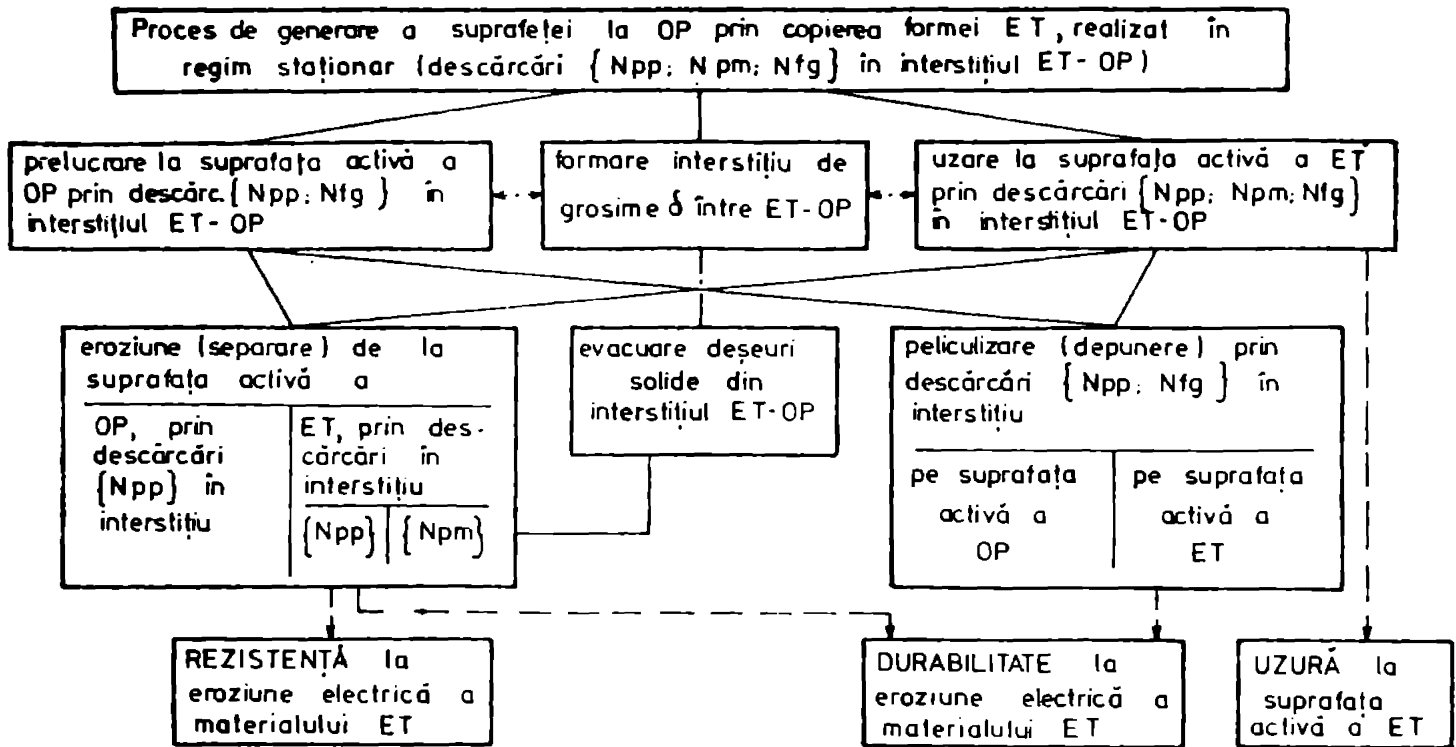 Proces de generare a suprafeței la OP prin copierea formei ET, realizat în
regim staționar (descărcări {Npp; Npm; Nfg} în interstițiul ET-OP)
prelucrare la suprafața activă a
OP prin descărc. {Npp; Nfg} în
interstițiul ET-OP
formare interstițiu de
grosime δ între ET-OP
uzare la suprafața activă a ET
prin descărcări {Npp; Npm; Nfg}
în interstițiul ET-OP
eroziune (separare) de la
suprafața activă a
OP, prin
descărcări
{Npp} în
interstițiu
ET, prin des-
cărcări în
interstițiu
{Npp} {Npm}
evacuare deșeuri
solide din
interstițiul ET-OP
peliculizare (depunere) prin
descărcări {Npp; Nfg} în
interstițiu
pe suprafața
activă a
OP
pe suprafața
activă a
ET
REZISTENȚĂ la
eroziune electrică a
materialului ET
DURABILITATE la
eroziune electrică a
materialului ET
UZURĂ la
suprafața
activă a ET